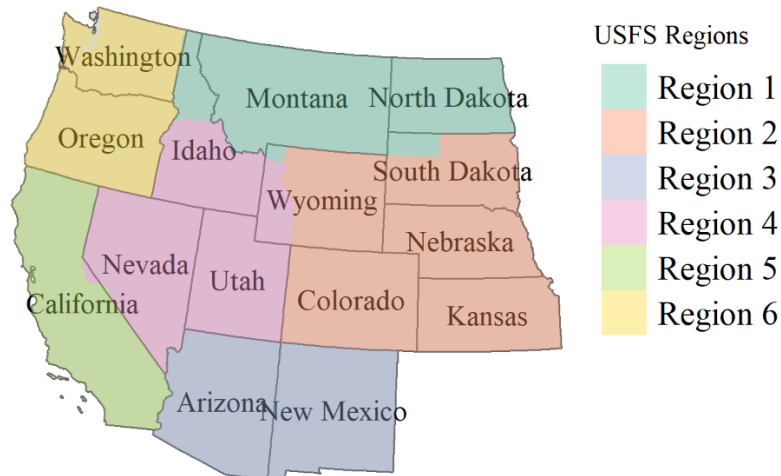 Washington
Montana
North Dakota
Oregon
Idaho
South Dakota
Wyoming
Nebraska
Nevada
Utah
Colorado
California
Kansas
Arizona
New Mexico
USFS Regions
Region 1
Region 2
Region 3
Region 4
Region 5
Region 6